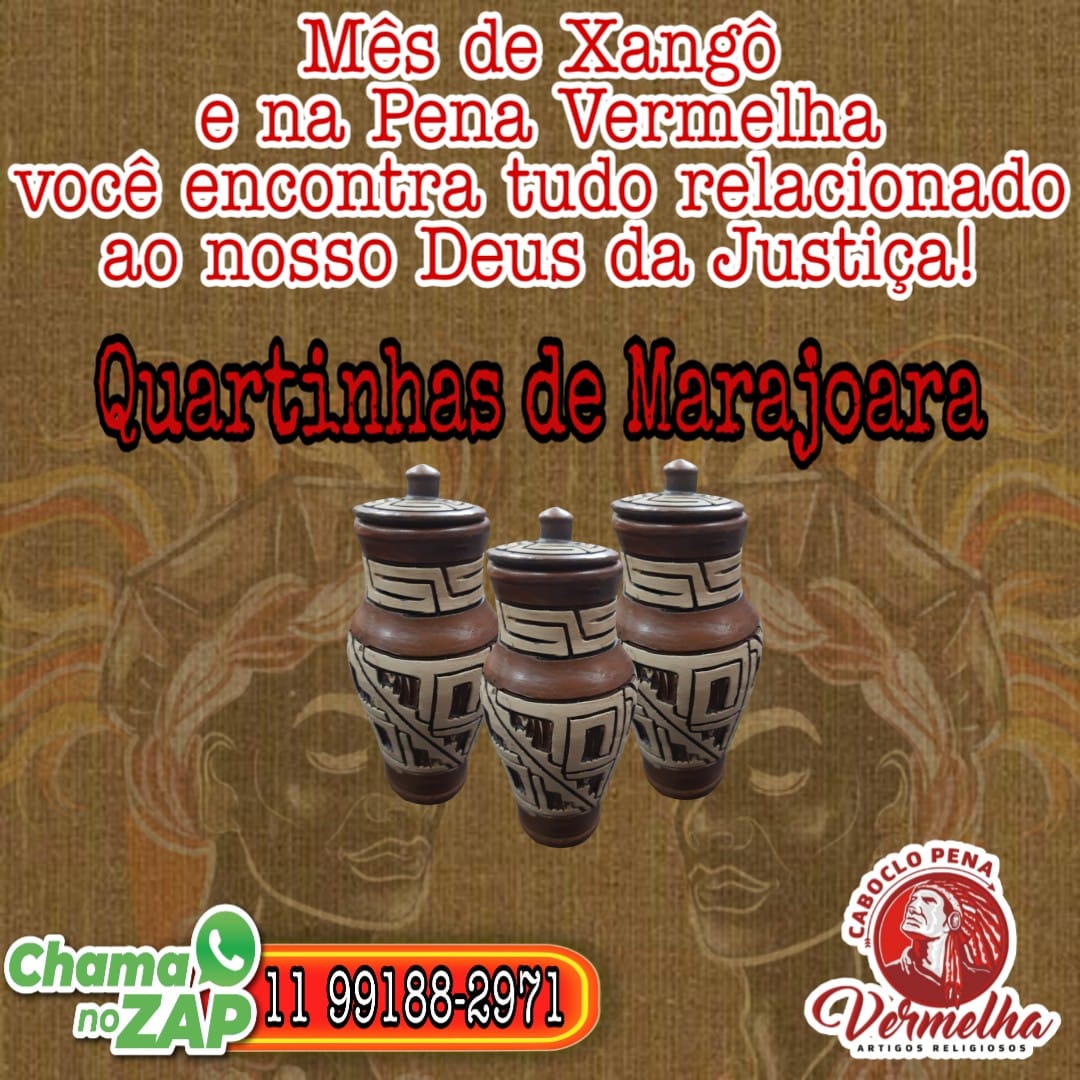 Mês de Xangô
e na Pena Vermelha
você encontra tudo relacionado
ao nosso Deus da Justiça!
Quartinhas de Marajoara
Chama
no ZAP
11 99188-2971
CABOCLO PENA
Vermelha
ARTIGOS RELIGIOSOS